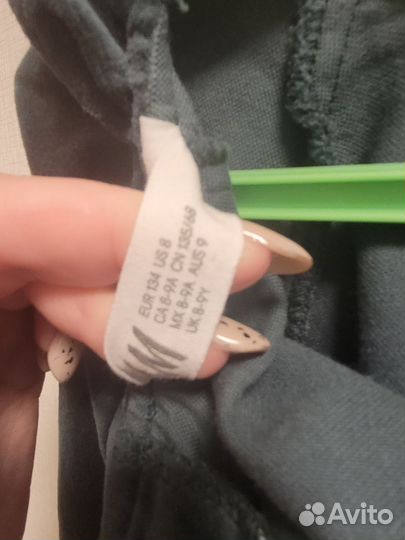 EUR 134 US 8
CA 8-9A CN 135/68
MX 8-9A AUS 9
UK 8-9Y
Avito